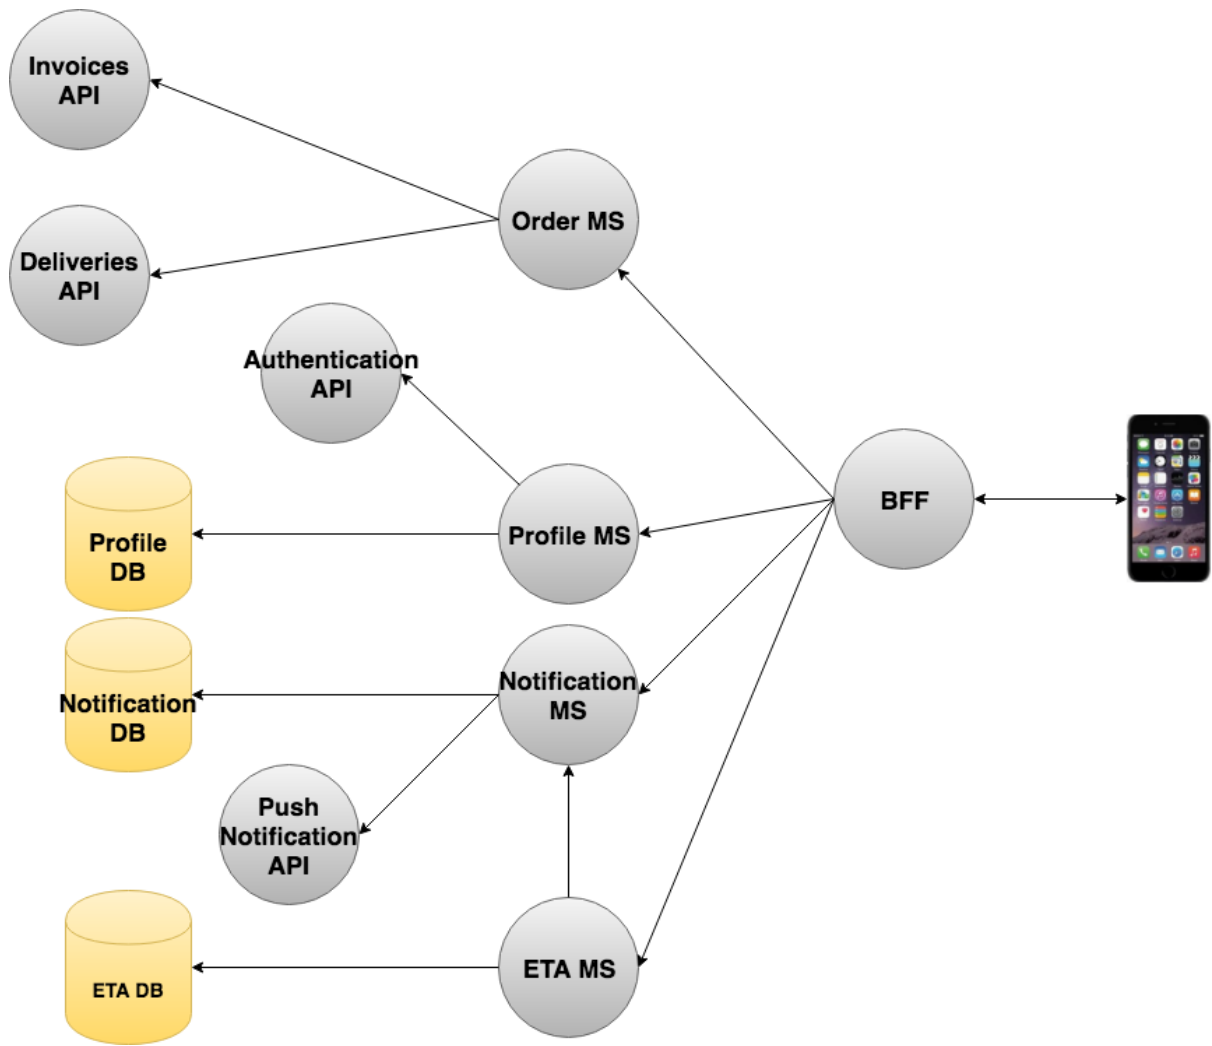 Invoices
API
Order MS
Deliveries
API
Authentication
API
BFF
Profile MS
Profile
DB
Notification
MS
Notification
DB
Push
Notification
API
ETA MS
ETA DB